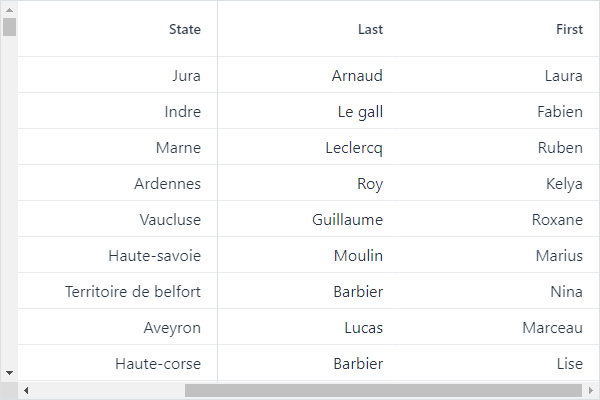 State Last First
Jura Arnaud Laura
Indre Le gall Fabien
Marne Leclercq Ruben
Ardennes Roy Kelya
Vaucluse Guillaume Roxane
Haute-savoie Moulin Marius
Territoire de belfort Barbier Nina
Aveyron Lucas Marceau
Haute-corse Barbier Lise